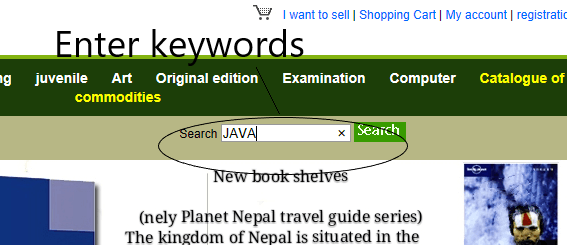 I want to sell | Shopping Cart | My account | registratio
Enter keywords
ng juvenile Art Original edition Examination Computer Catalogue of
commodities
Search JAVA × Search
New book shelves
(nely Planet Nepal travel guide series)
The kingdom of Nepal is situated in the